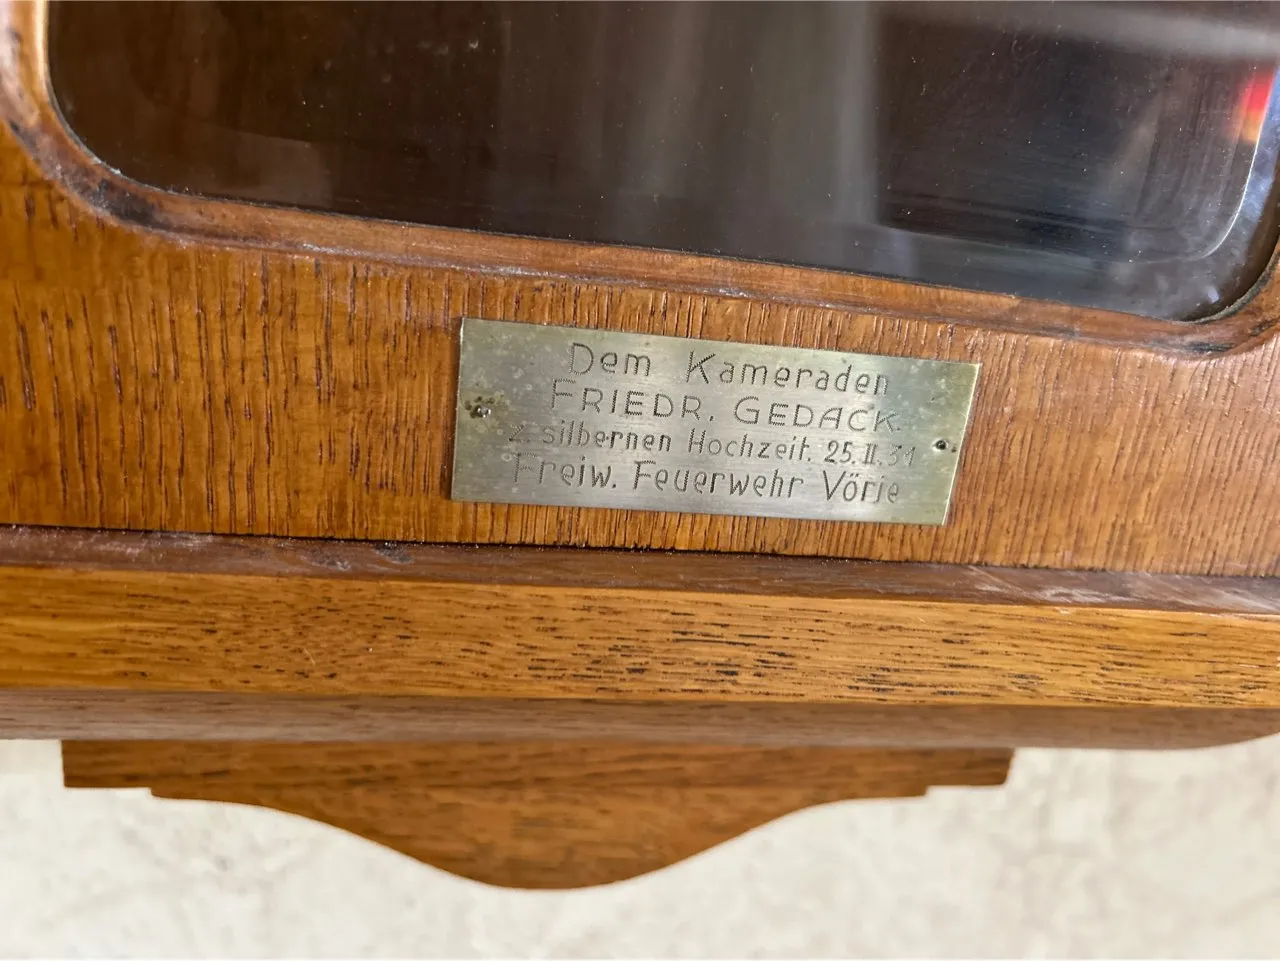 Dem Kameraden
FRIEDR. GEDACK.
z. silbernen Hochzeit. 25.II.31
Freiw. Feuerwehr Vörie